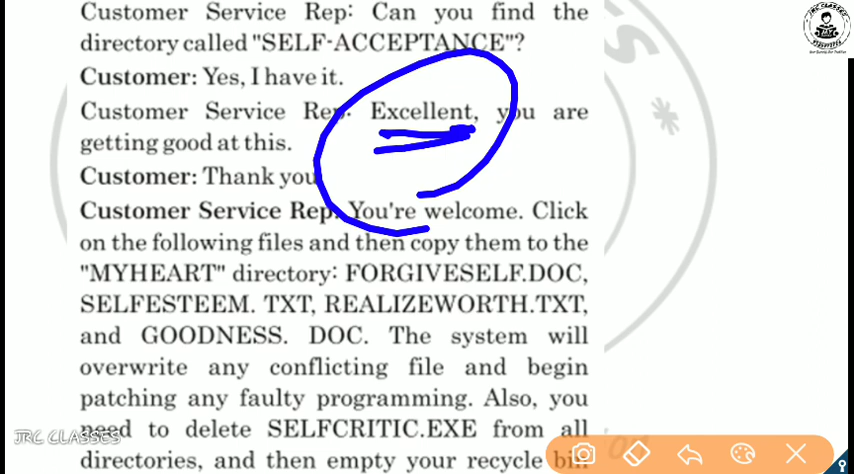 Customer Service Rep: Can you find the
directory called "SELF-ACCEPTANCE"?
Customer: Yes, I have it.
Customer Service Rep: Excellent, you are
getting good at this.
Customer: Thank you
Customer Service Rep. You're welcome. Click
on the following files and then copy them to the
"MYHEART" directory: FORGIVESELF.DOC,
SELFESTEEM. TXT, REALIZEWORTH.TXT,
and GOODNESS. DOC. The system will
overwrite any conflicting file and begin
patching any faulty programming. Also, you
need to delete SELFCRITIC.EXE from all
directories, and then empty your recycle bin
JRC CLASSES
JRC CLASSES